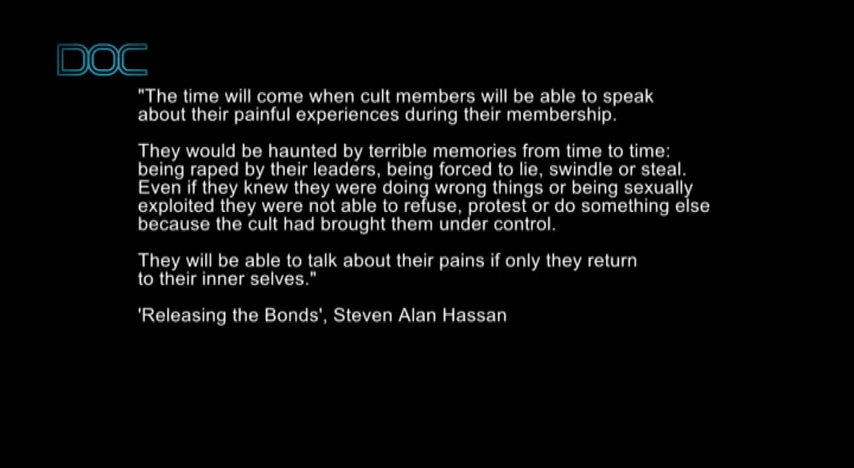 DOC
"The time will come when cult members will be able to speak
about their painful experiences during their membership.
They would be haunted by terrible memories from time to time:
being raped by their leaders, being forced to lie, swindle or steal.
Even if they knew they were doing wrong things or being sexually
exploited they were not able to refuse, protest or do something else
because the cult had brought them under control.
They will be able to talk about their pains if only they return
to their inner selves."
'Releasing the Bonds', Steven Alan Hassan